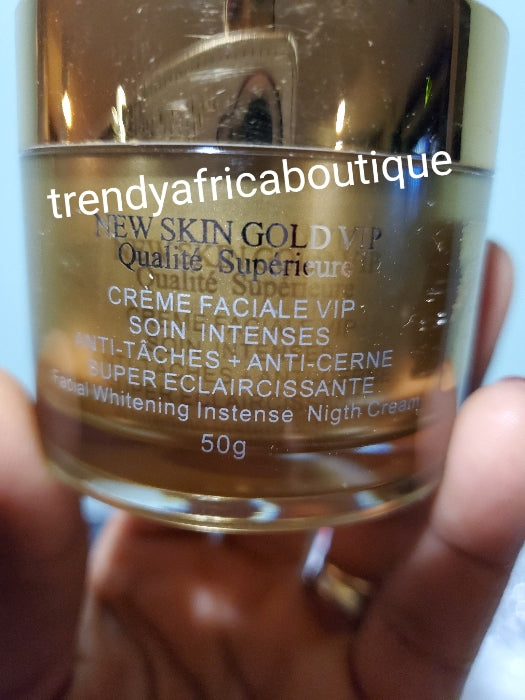 trendyafricaboutique
NEW SKIN GOLD VIP
Qualité Supérieure
CRÈME FACIALE VIP
SOIN INTENSES
ANTI-TÂCHES + ANTI-CERNE
SUPER ECLAIRCISSANTE
Facial Whitening Instense Nigth Cream
50g